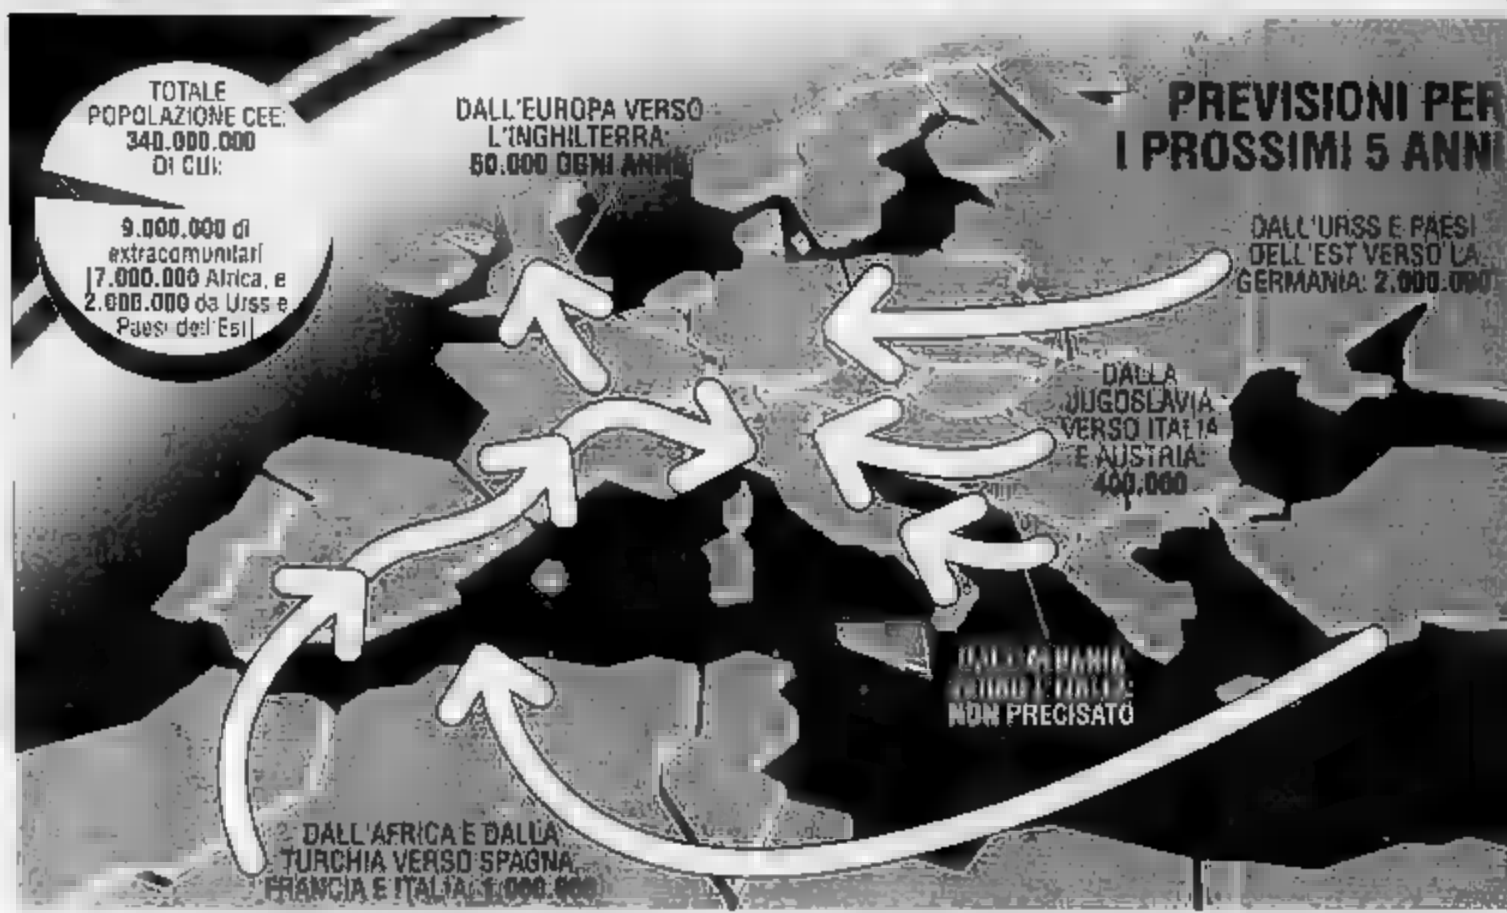 TOTALE
POPOLAZIONE CEE:
340.000.000
DI CUI:
9.000.000 di
extracomunitari
[7.000.000 Africa, e
2.000.000 da Urss e
Paesi dell'Est]
DALL'EUROPA VERSO
L'INGHILTERRA:
OGNI ANNO
PREVISIONI PER
I PROSSIMI 5 ANNI
DALL'URSS E PAESI
DELL'EST VERSO LA
GERMANIA: 2.000.000
DALLA
JUGOSLAVIA
VERSO ITALIA
E AUSTRIA:
400.000
DALL'ALBANIA
NON PRECISATO
DALL'AFRICA E DALLA
TURCHIA VERSO SPAGNA,
FRANCIA E ITALIA: 1.000.000